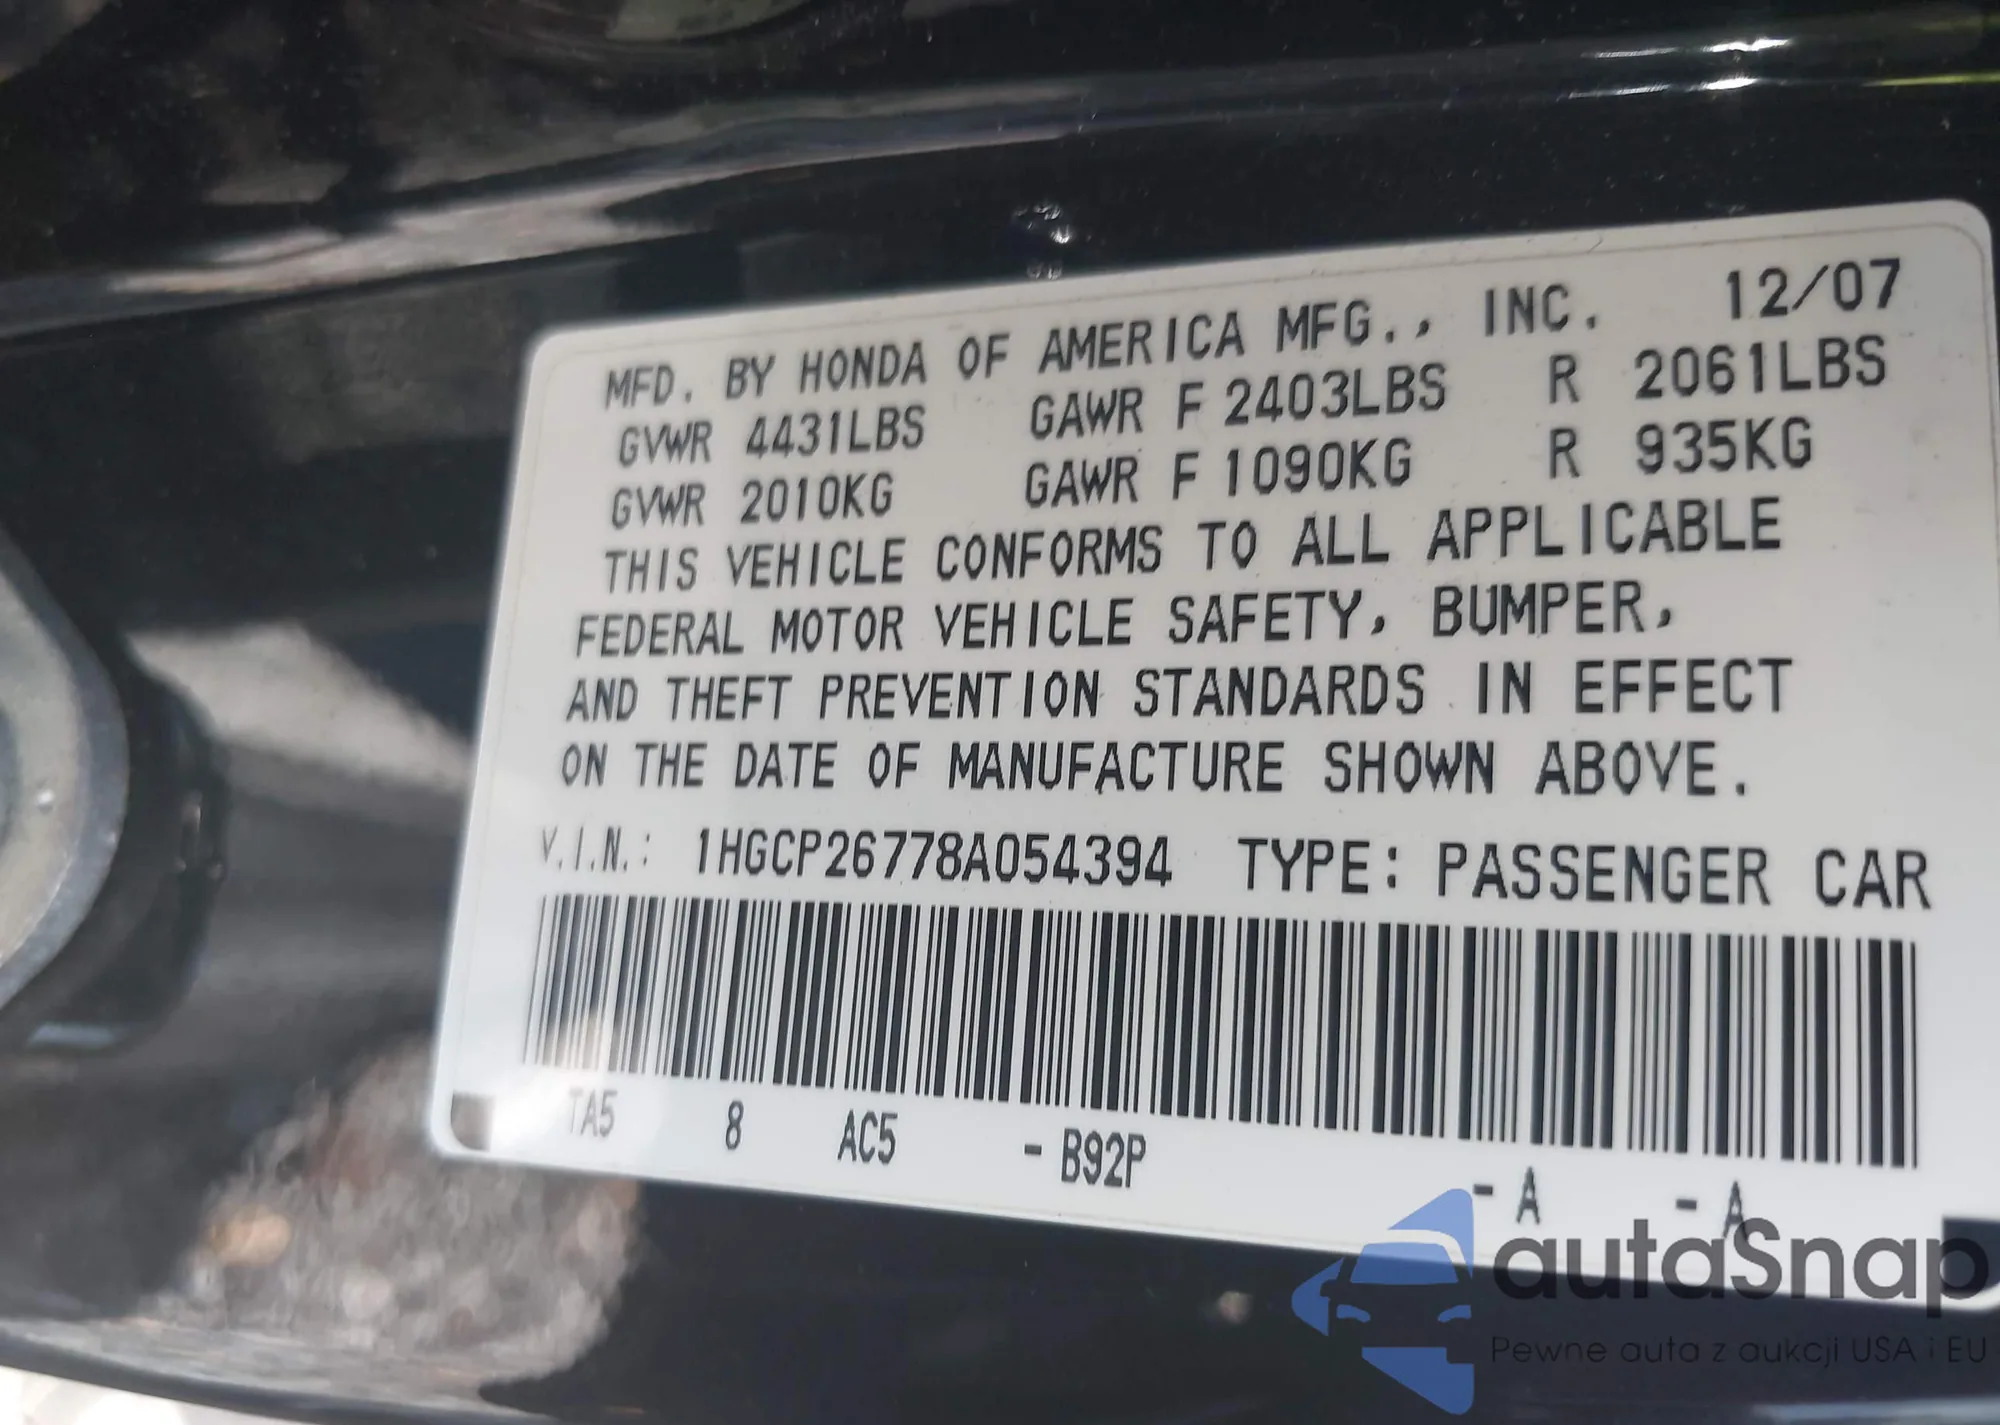 MFD. BY HONDA OF AMERICA MFG., INC. 12/07
GVWR 4431LBS GAWR F 2403LBS R 2061LBS
GVWR 2010KG GAWR F 1090KG R 935KG
THIS VEHICLE CONFORMS TO ALL APPLICABLE
FEDERAL MOTOR VEHICLE SAFETY, BUMPER,
AND THEFT PREVENTION STANDARDS IN EFFECT
ON THE DATE OF MANUFACTURE SHOWN ABOVE.
V.I.N.: 1HGCP26778A054394 TYPE: PASSENGER CAR
TA5 8 AC5 - B92P - A - A
autaSnap
Pewne auta z aukcji USA i EU